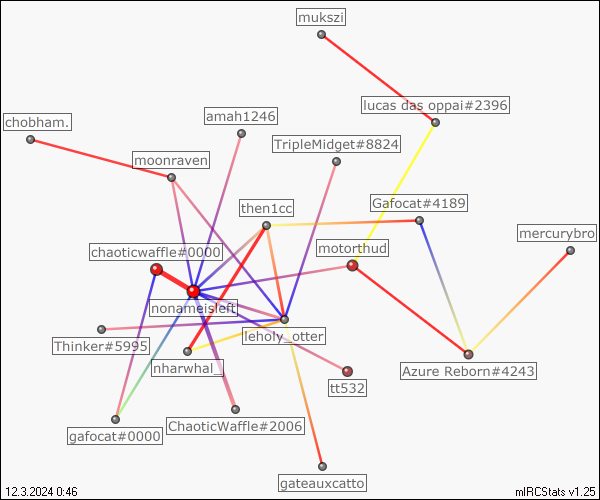 mukszi
lucas das oppai#2396
chobham.
amah1246
TripleMidget#8824
moonraven
Gafocat#4189
then1cc
mercurybro
motorthud
chaoticwaffle#0000
nonameisleft
leholy_otter
Thinker#5995
nharwhal_
Azure Reborn#4243
tt532
ChaoticWaffle#2006
gafocat#0000
gateauxcatto
12.3.2024 0:46
mIRCStats v1.25